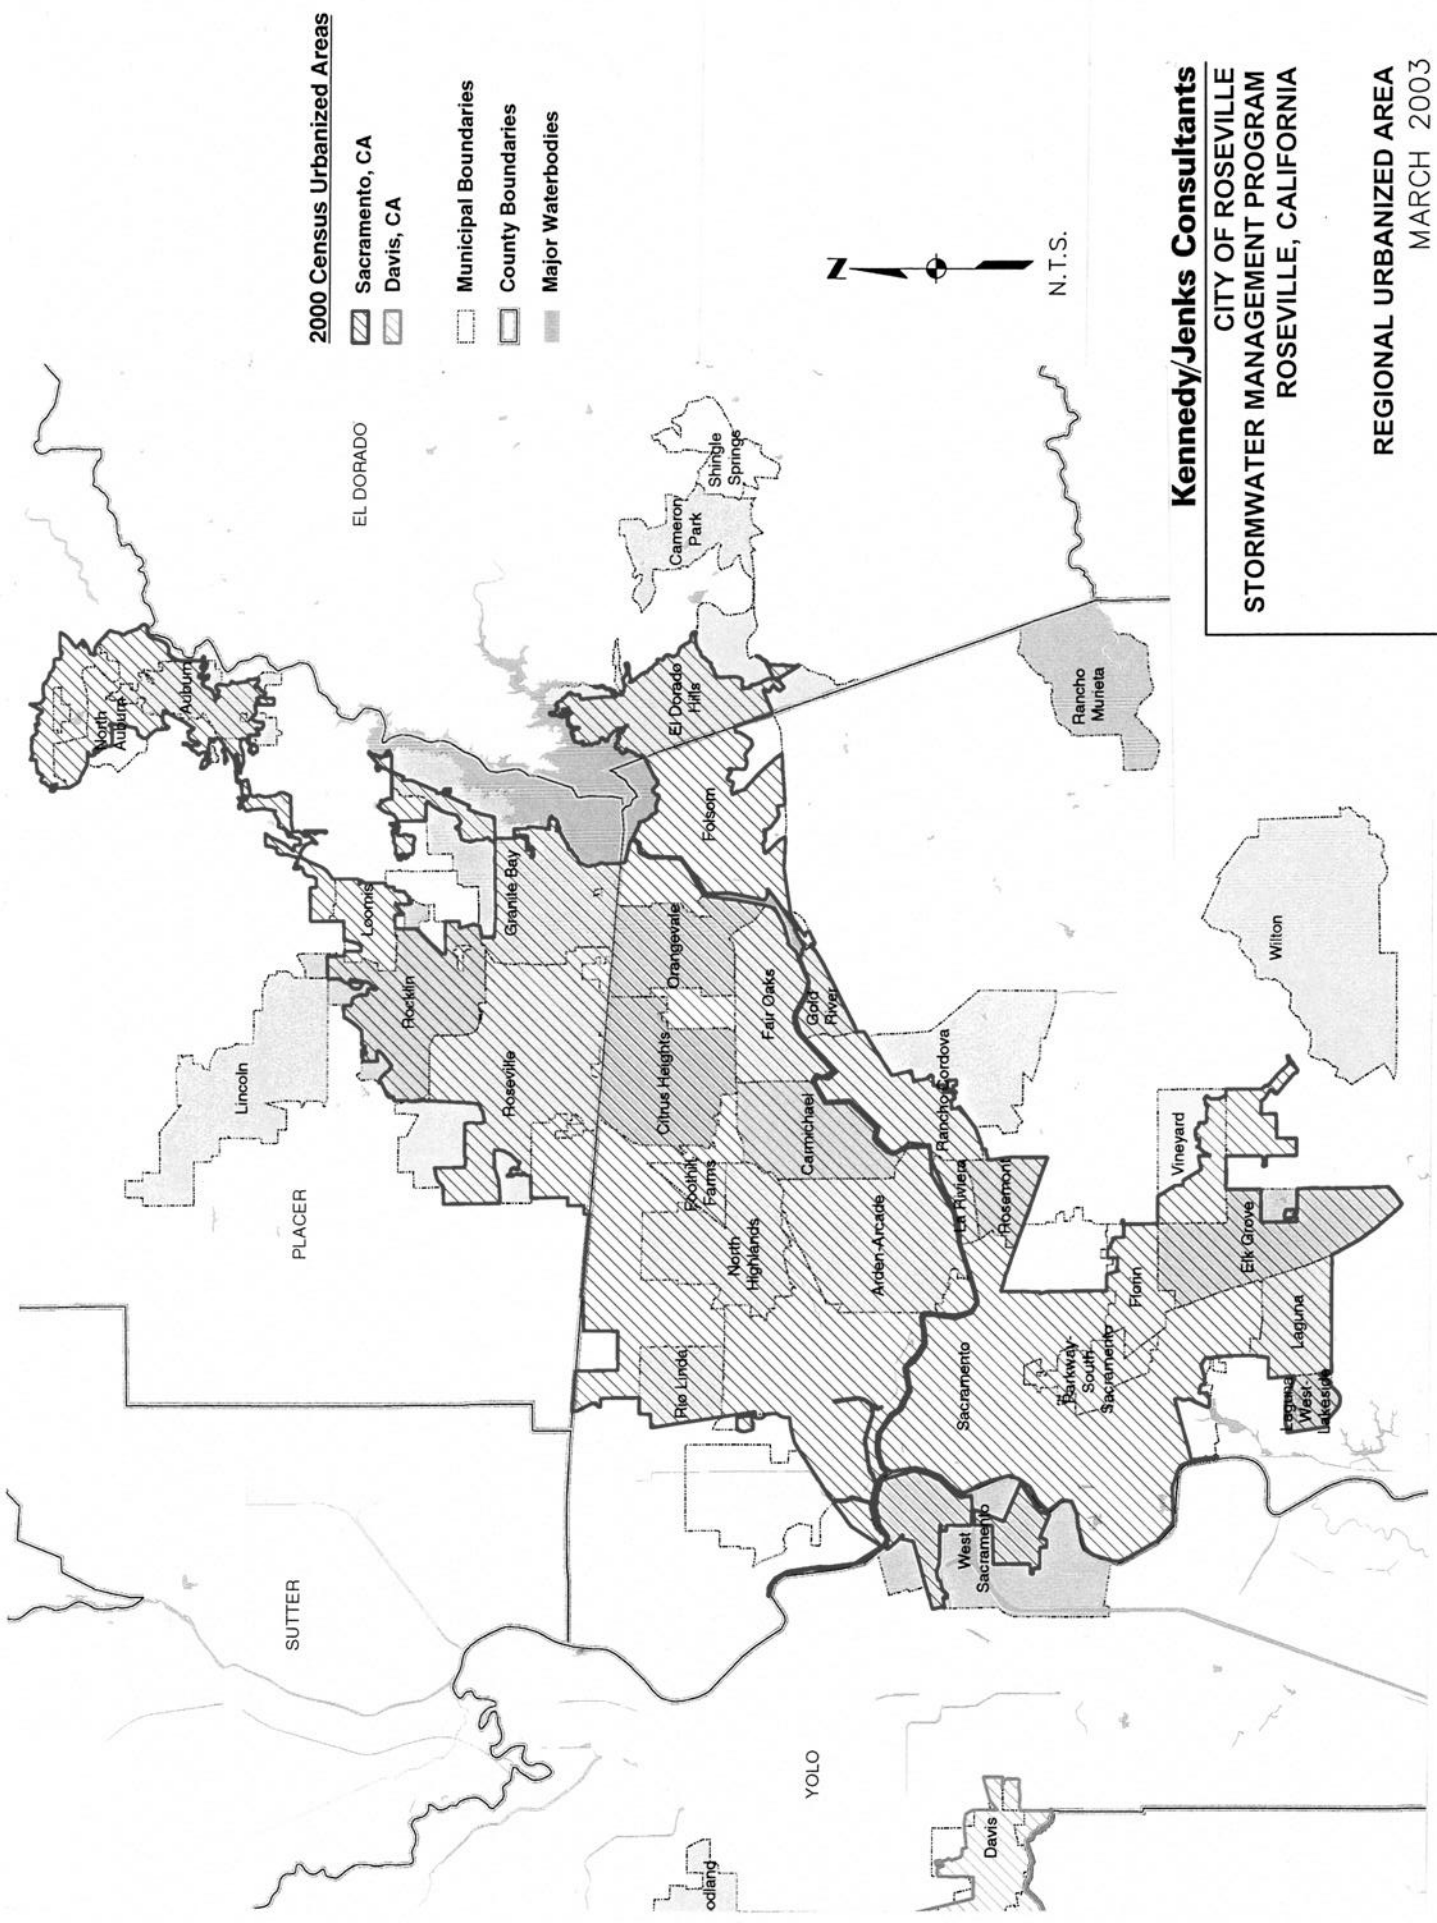 2000 Census Urbanized Areas
Sacramento, CA
Davis, CA
Municipal Boundaries
County Boundaries
Major Waterbodies
EL DORADO
PLACER
SUTTER
YOLO
North
Auburn
Auburn
Loomis
Lincoln
Rocklin
Granite Bay
Roseville
El Dorado
Hills
Cameron
Park
Shingle
Springs
Folsom
Orangevale
Citrus Heights
Fair Oaks
Gold
River
Foothill
Farms
Carmichael
Rancho Cordova
North
Highlands
Arden-Arcade
La Riviera
Rosemont
Rio Linda
Sacramento
Parkway-
South
Sacramento
Florin
Vineyard
Elk Grove
Laguna
Laguna
West-
Lakeside
West
Sacramento
Rancho
Murieta
Wilton
Davis
odland
N
N.T.S.
Kennedy/Jenks Consultants
CITY OF ROSEVILLE
STORMWATER MANAGEMENT PROGRAM
ROSEVILLE, CALIFORNIA
REGIONAL URBANIZED AREA
MARCH 2003